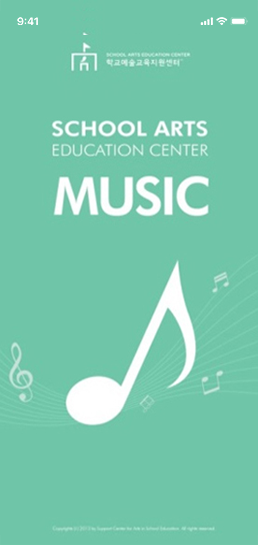 9:41
SCHOOL ARTS EDUCATION CENTER
학교예술교육지원센터
SCHOOL ARTS
EDUCATION CENTER
MUSIC